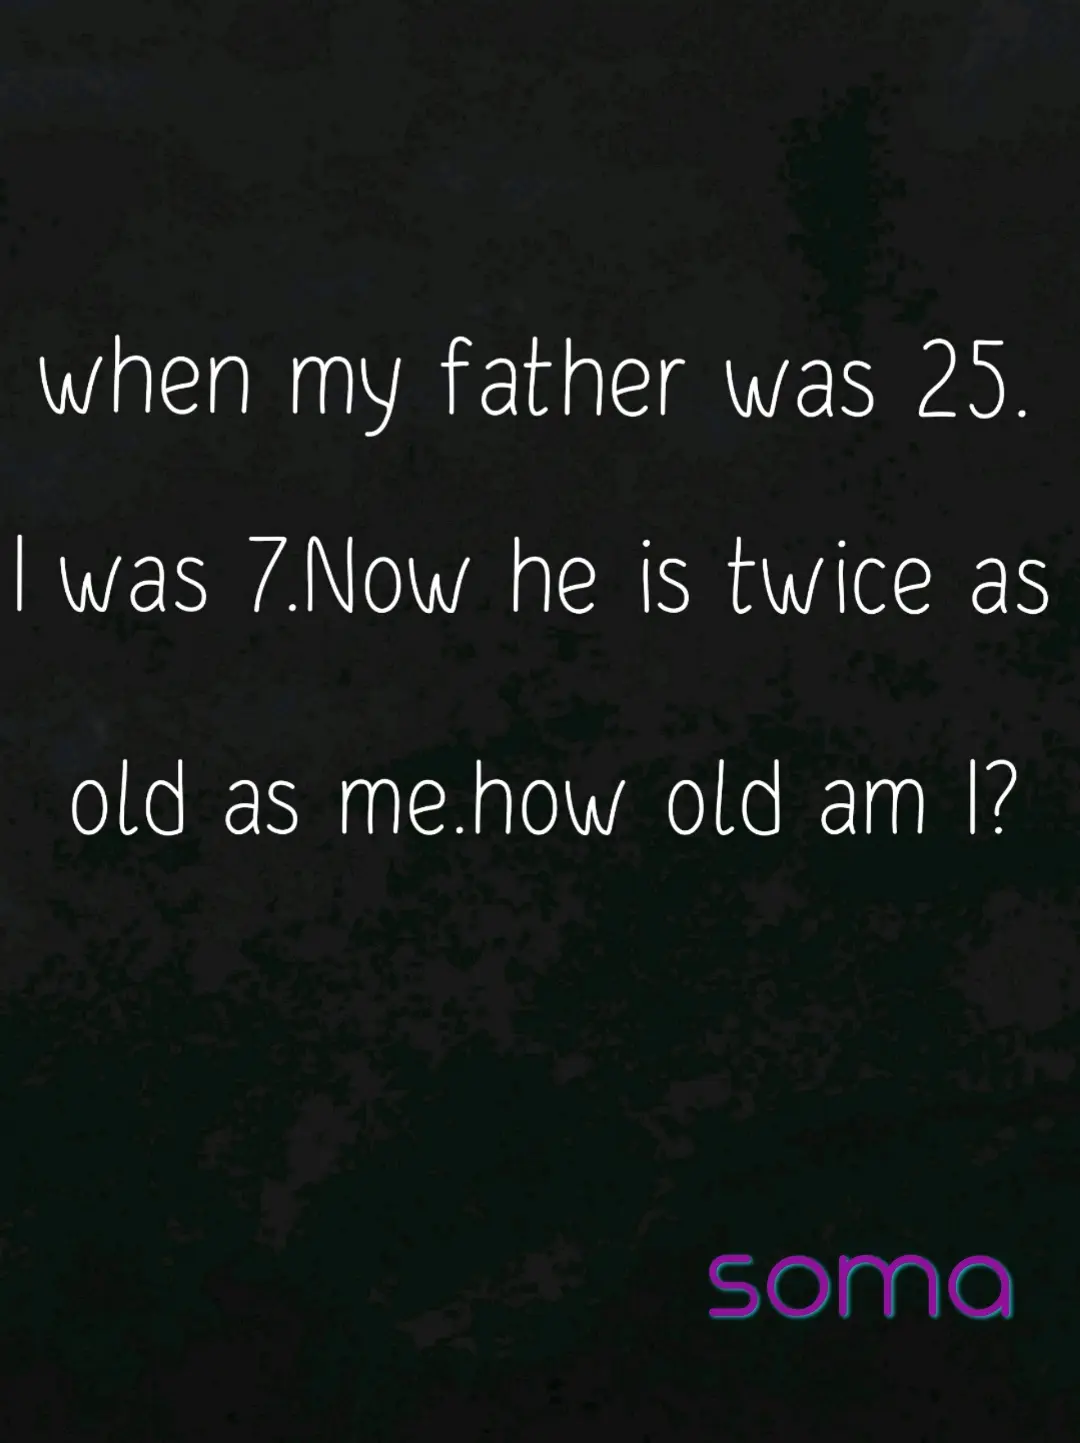 when my father was 25.
I was 7.Now he is twice as
old as me.how old am I?
soma